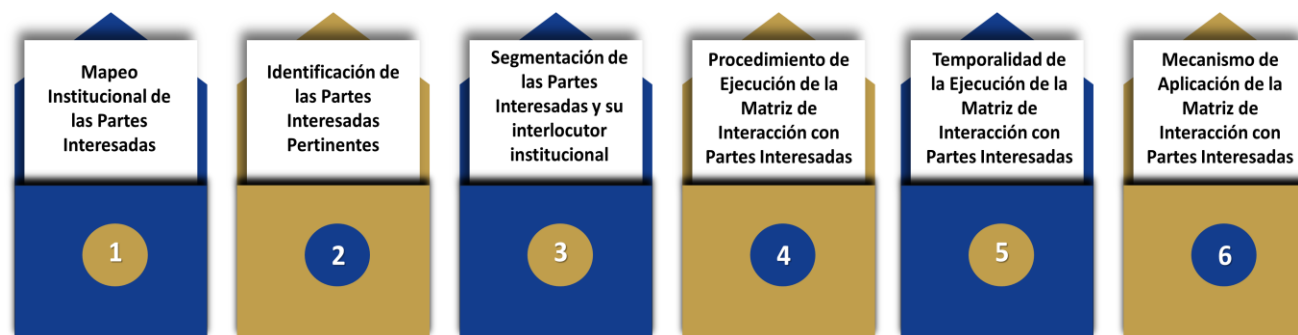 Mapeo
Institucional de
las Partes
Interesadas
1
Identificación de
las Partes
Interesadas
Pertinentes
2
Segmentación de
las Partes
Interesadas y su
interlocutor
institucional
3
Procedimiento de
Ejecución de la
Matriz de
Interacción con
Partes Interesadas
4
Temporalidad de
la Ejecución de la
Matriz de
Interacción con
Partes Interesadas
5
Mecanismo de
Aplicación de la
Matriz de
Interacción con
Partes Interesadas
6